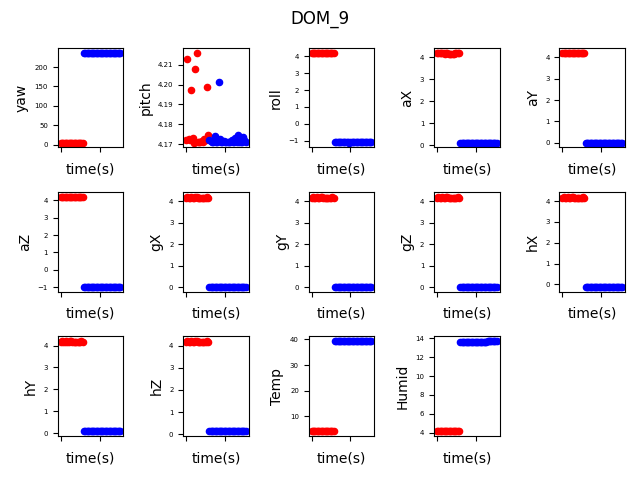 DOM_9
yaw
200
150
100
50
0
time(s)
pitch
4.21
4.20
4.19
4.18
4.17
time(s)
roll
4
3
2
1
0
−1
time(s)
aX
4
3
2
1
0
time(s)
aY
4
3
2
1
0
time(s)
aZ
4
3
2
1
0
−1
time(s)
gX
4
3
2
1
0
time(s)
gY
4
3
2
1
0
time(s)
gZ
4
3
2
1
0
time(s)
hX
4
3
2
1
0
time(s)
hY
4
3
2
1
0
time(s)
hZ
4
3
2
1
0
time(s)
Temp
40
30
20
10
time(s)
Humid
14
12
10
8
6
4
time(s)